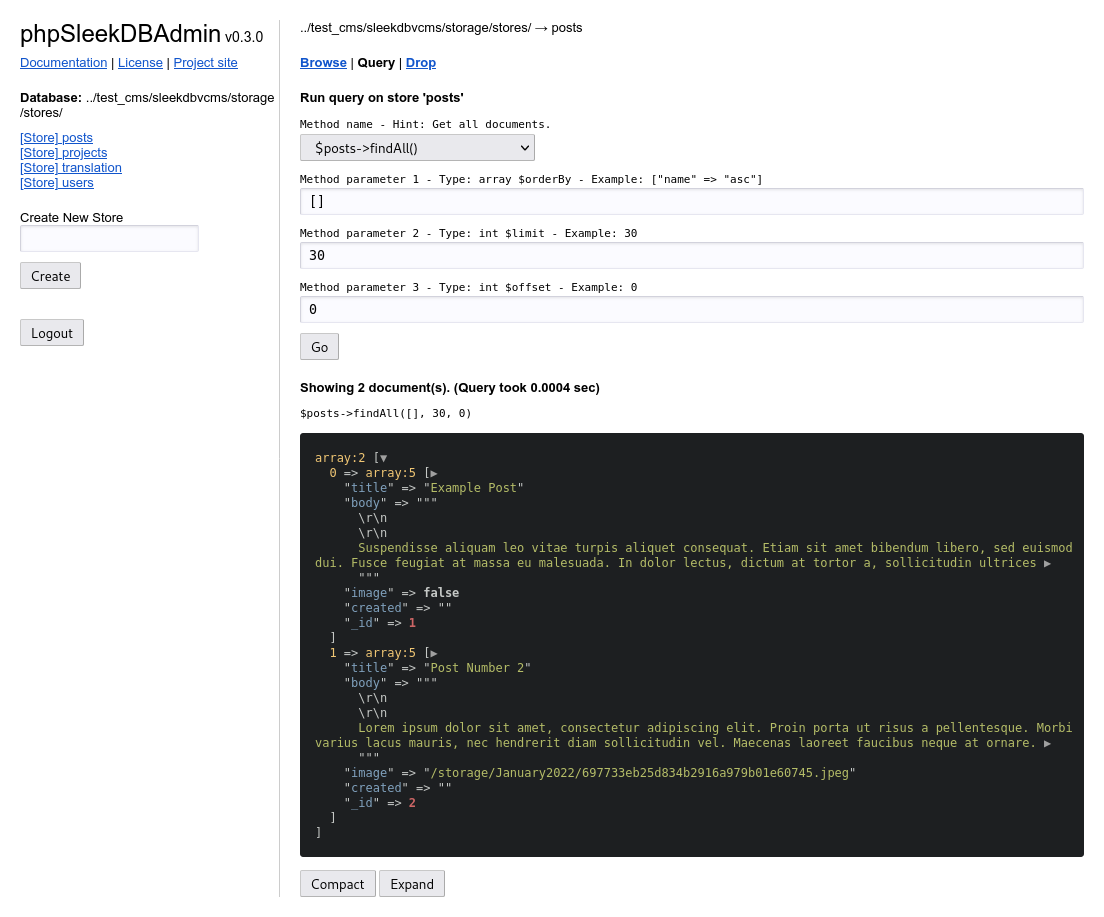 phpSleekDBAdmin v0.3.0
Documentation | License | Project site
Database: ../test_cms/sleekdbvcms/storage
/stores/
[Store] posts
[Store] projects
[Store] translation
[Store] users
Create New Store
Create
Logout
../test_cms/sleekdbvcms/storage/stores/ → posts
Browse | Query | Drop
Run query on store 'posts'
Method name - Hint: Get all documents.
$posts->findAll()
Method parameter 1 - Type: array $orderBy - Example: ["name" => "asc"]
[]
Method parameter 2 - Type: int $limit - Example: 30
30
Method parameter 3 - Type: int $offset - Example: 0
0
Go
Showing 2 document(s). (Query took 0.0004 sec)
$posts->findAll([], 30, 0)
array:2 [▼
  0 => array:5 [▶
    "title" => "Example Post"
    "body" => """
      \r\n
      \r\n
      Suspendisse aliquam leo vitae turpis aliquet consequat. Etiam sit amet bibendum libero, sed euismod
dui. Fusce feugiat at massa eu malesuada. In dolor lectus, dictum at tortor a, sollicitudin ultrices ▶
      """
    "image" => false
    "created" => ""
    "_id" => 1
  ]
  1 => array:5 [▶
    "title" => "Post Number 2"
    "body" => """
      \r\n
      \r\n
      Lorem ipsum dolor sit amet, consectetur adipiscing elit. Proin porta ut risus a pellentesque. Morbi
varius lacus mauris, nec hendrerit diam sollicitudin vel. Maecenas laoreet faucibus neque at ornare. ▶
      """
    "image" => "/storage/January2022/697733eb25d834b2916a979b01e60745.jpeg"
    "created" => ""
    "_id" => 2
  ]
]
Compact Expand